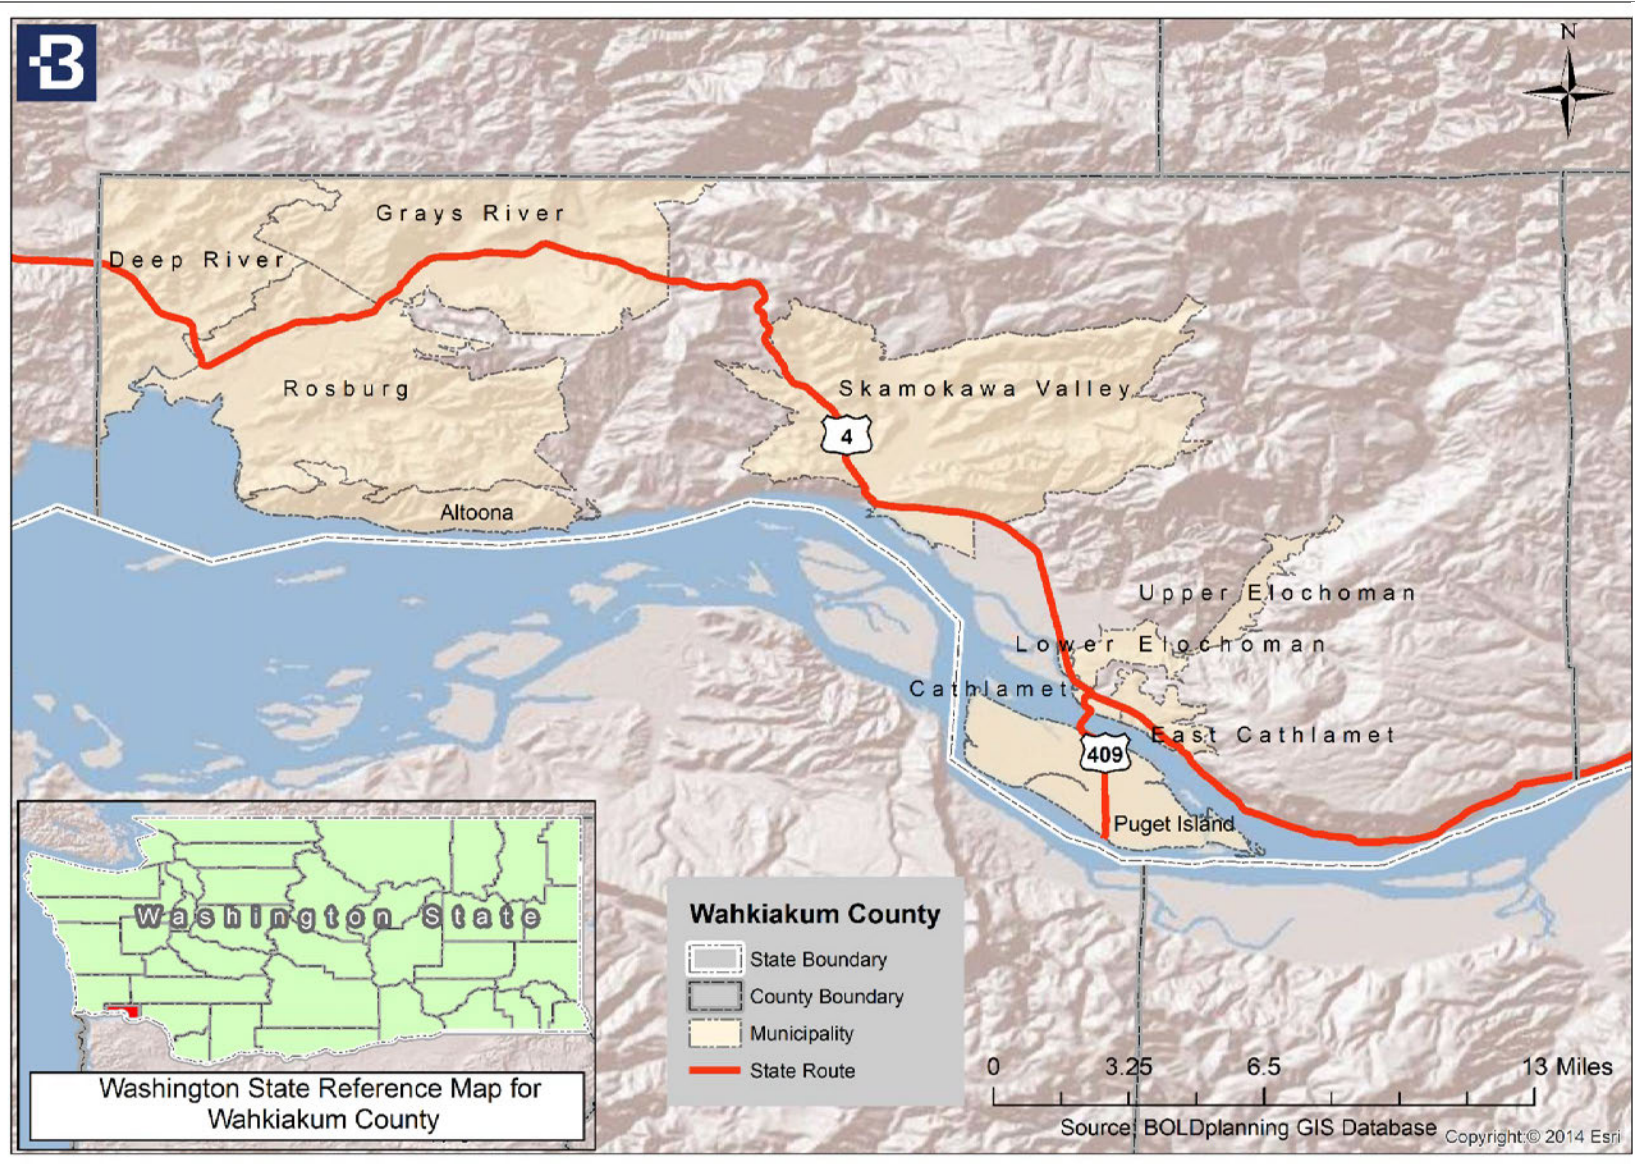 B
N
Grays River
Deep River
Rosburg
Skamokawa Valley
4
Altoona
Upper Elochoman
Lower Elochoman
Cathlamet
East Cathlamet
409
Puget Island
Washington State
Washington State Reference Map for
Wahkiakum County
Wahkiakum County
State Boundary
County Boundary
Municipality
State Route
0 3.25 6.5 13 Miles
Source: BOLDplanning GIS Database
Copyright:© 2014 Esri